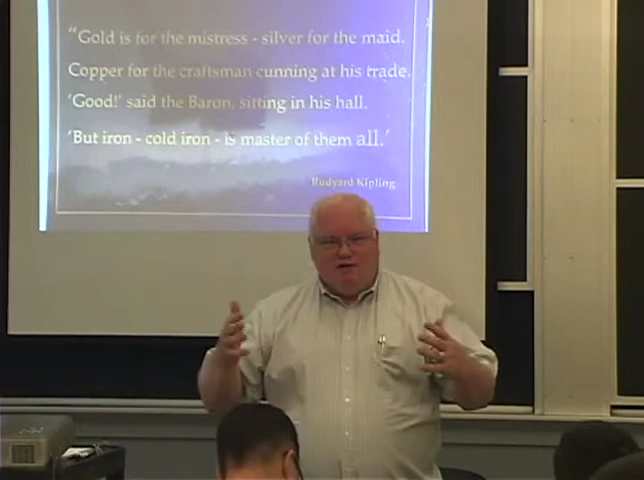 "Gold is for the mistress - silver for the maid.
Copper for the craftsman cunning at his trade.
'Good!' said the Baron, sitting in his hall.
'But iron - cold iron - is master of them all.'
Rudyard Kipling